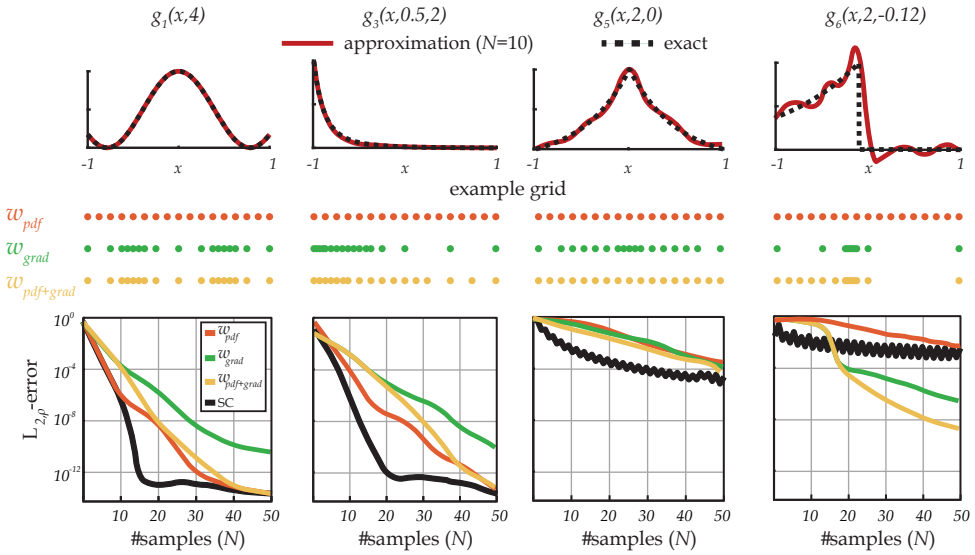 g1(x,4) g3(x,0.5,2) g5(x,2,0) g6(x,2,-0.12)
approximation (N=10) exact
-1 x 1 -1 x 1 -1 x 1 -1 x 1
example grid
wpdf
wgrad
wpdf+grad
10^0
10^-4
10^-8
10^-12
L2,ρ-error
wpdf
wgrad
wpdf+grad
SC
10 20 30 40 50 10 20 30 40 50 10 20 30 40 50 10 20 30 40 50
#samples (N) #samples (N) #samples (N) #samples (N)